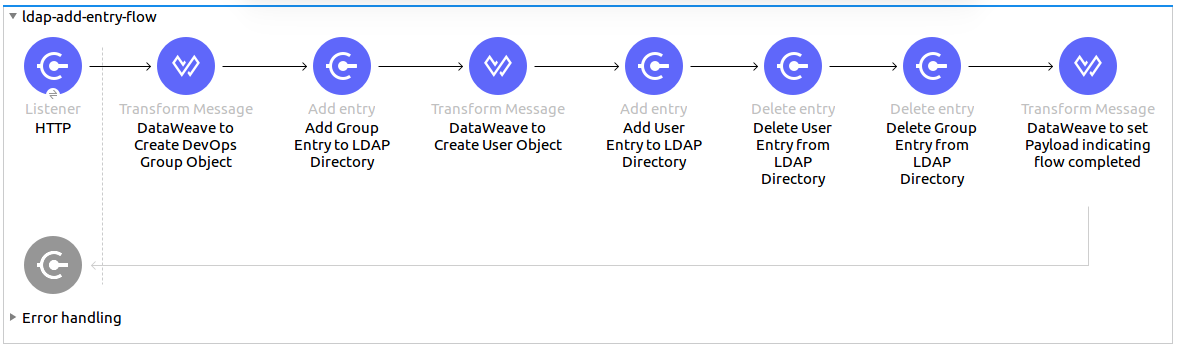 ldap-add-entry-flow
Listener
HTTP
Transform Message
DataWeave to
Create DevOps
Group Object
Add entry
Add Group
Entry to LDAP
Directory
Transform Message
DataWeave to
Create User Object
Add entry
Add User
Entry to LDAP
Directory
Delete entry
Delete User
Entry from
LDAP
Directory
Delete entry
Delete Group
Entry from
LDAP
Directory
Transform Message
DataWeave to set
Payload indicating
flow completed
Error handling